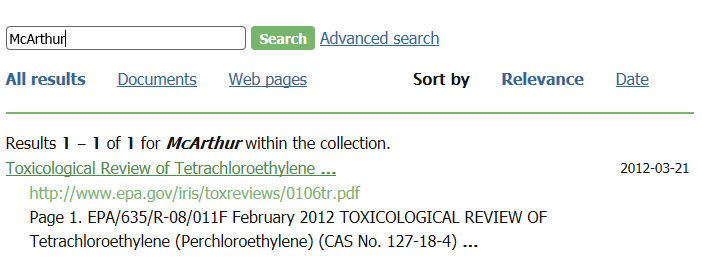 McArthur Search Advanced search
All results Documents Web pages Sort by Relevance Date
Results 1 – 1 of 1 for McArthur within the collection.
Toxicological Review of Tetrachloroethylene ... 2012-03-21
http://www.epa.gov/iris/toxreviews/0106tr.pdf
Page 1. EPA/635/R-08/011F February 2012 TOXICOLOGICAL REVIEW OF
Tetrachloroethylene (Perchloroethylene) (CAS No. 127-18-4) ...